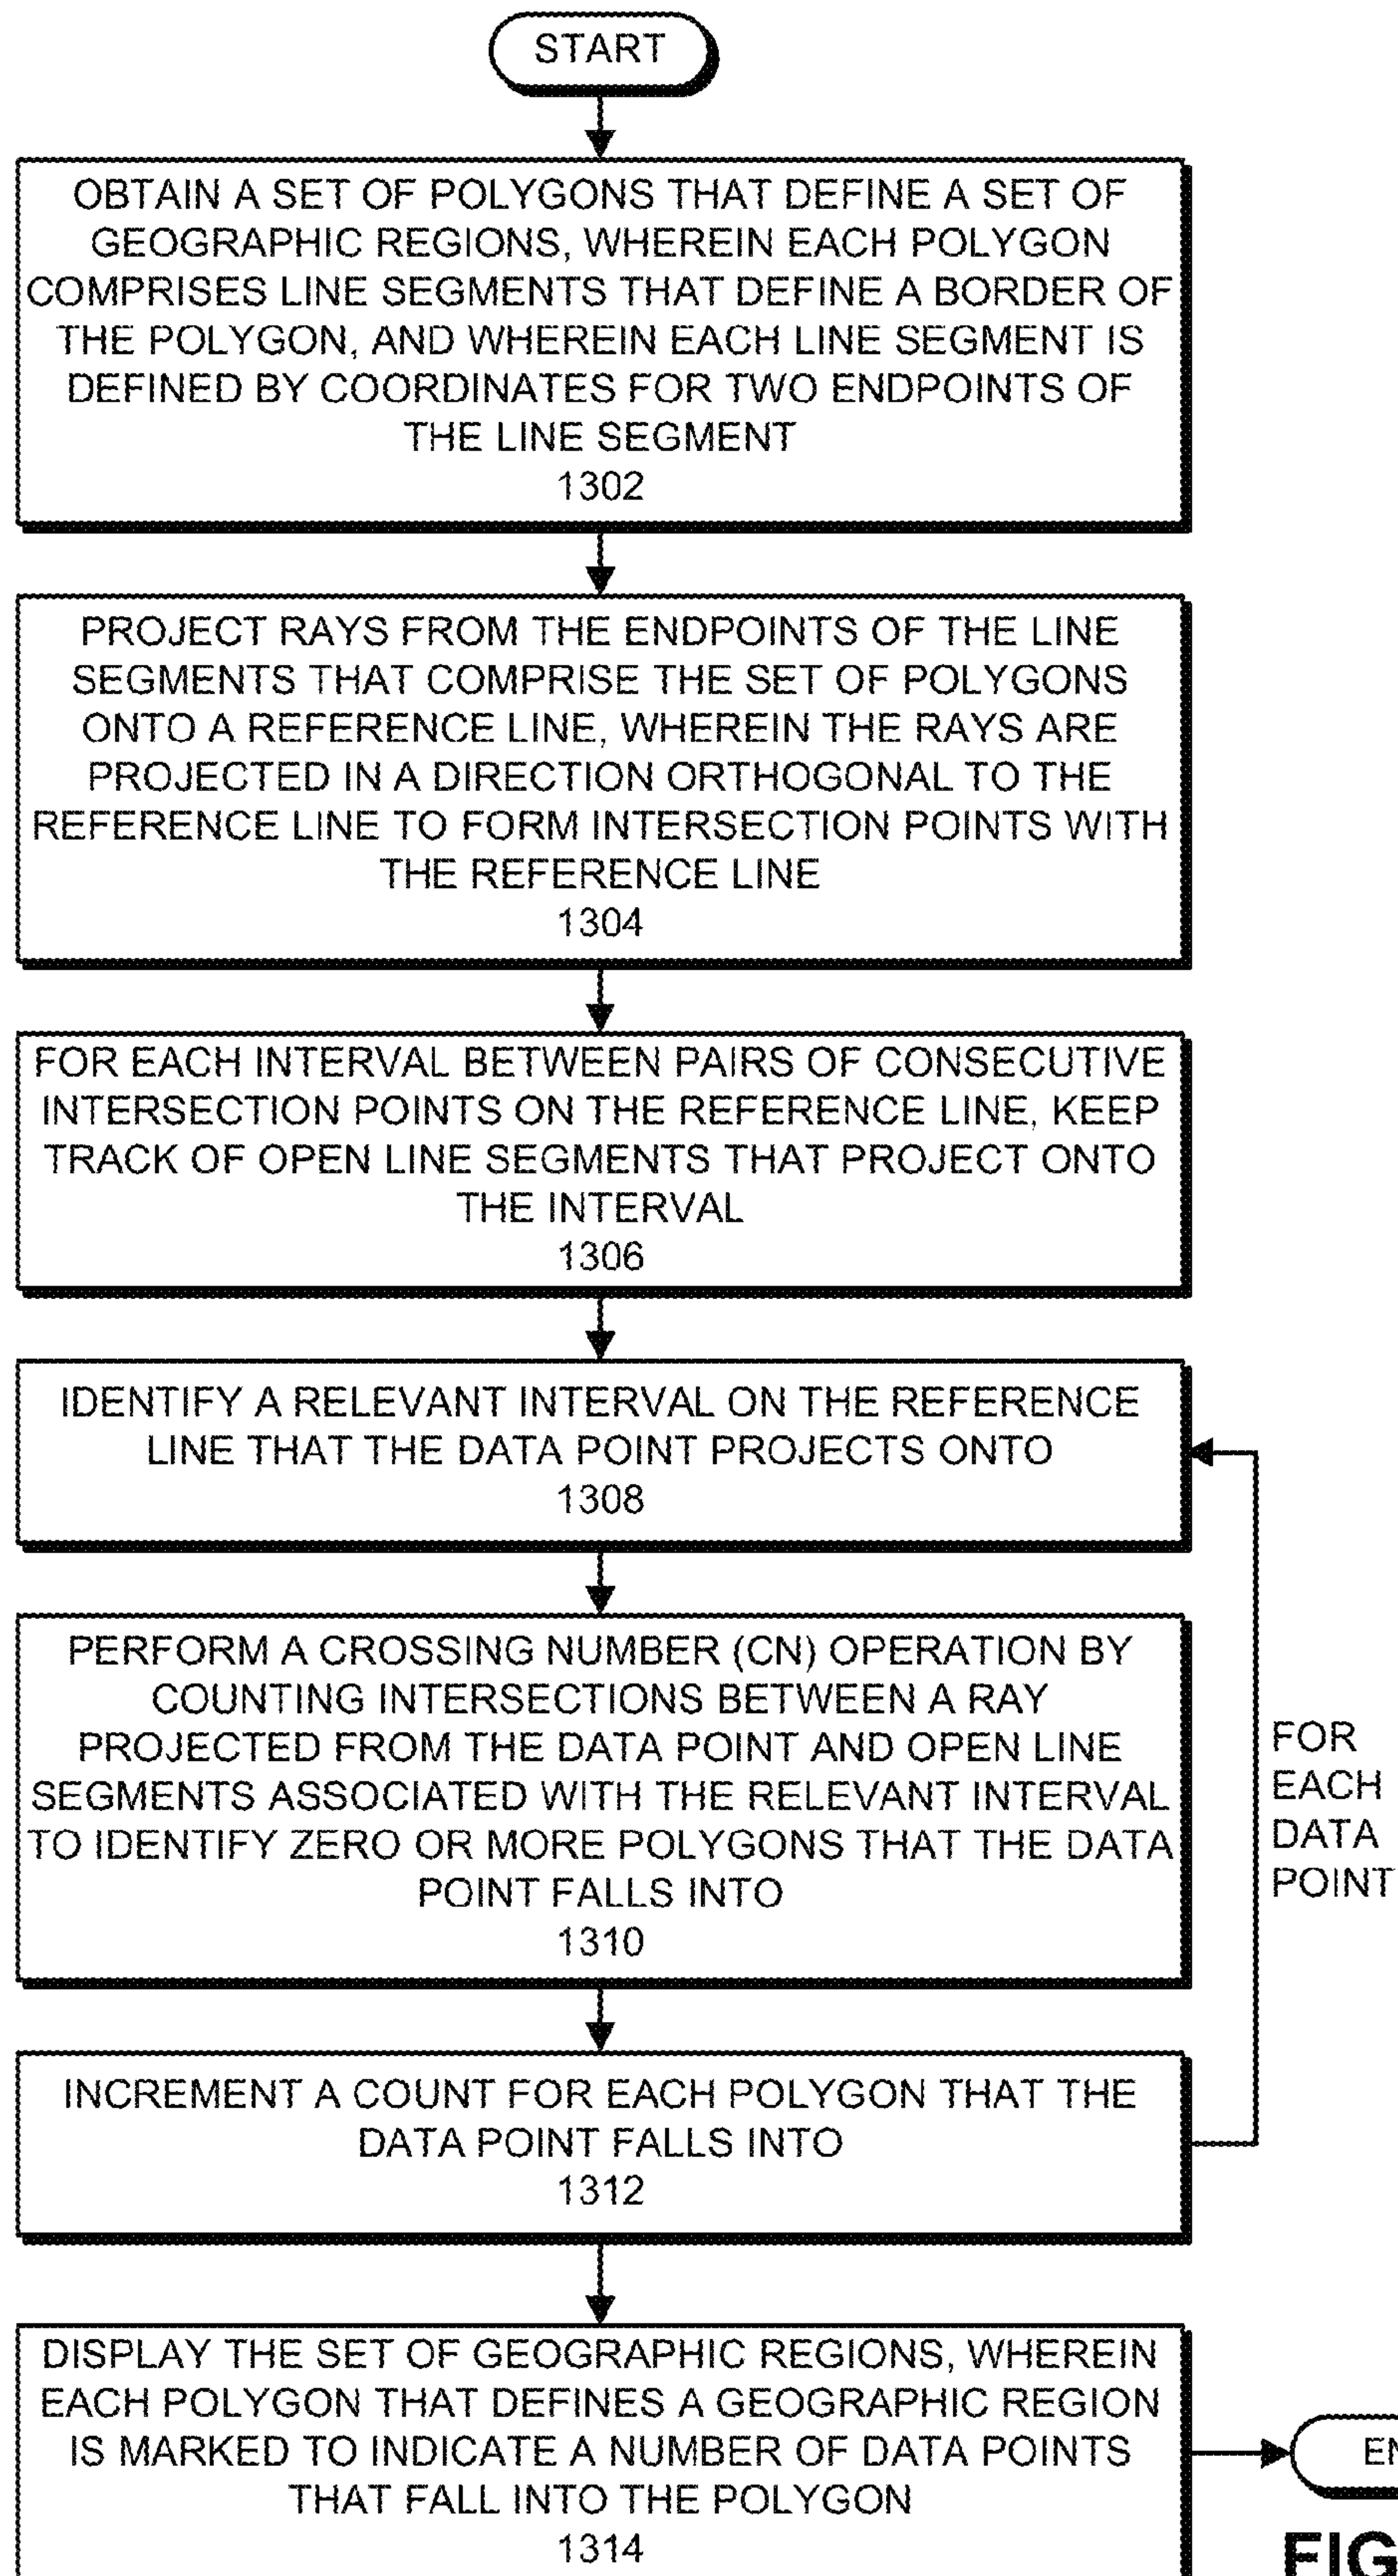 START
OBTAIN A SET OF POLYGONS THAT DEFINE A SET OF
GEOGRAPHIC REGIONS, WHEREIN EACH POLYGON
COMPRISES LINE SEGMENTS THAT DEFINE A BORDER OF
THE POLYGON, AND WHEREIN EACH LINE SEGMENT IS
DEFINED BY COORDINATES FOR TWO ENDPOINTS OF
THE LINE SEGMENT
1302
PROJECT RAYS FROM THE ENDPOINTS OF THE LINE
SEGMENTS THAT COMPRISE THE SET OF POLYGONS
ONTO A REFERENCE LINE, WHEREIN THE RAYS ARE
PROJECTED IN A DIRECTION ORTHOGONAL TO THE
REFERENCE LINE TO FORM INTERSECTION POINTS WITH
THE REFERENCE LINE
1304
FOR EACH INTERVAL BETWEEN PAIRS OF CONSECUTIVE
INTERSECTION POINTS ON THE REFERENCE LINE, KEEP
TRACK OF OPEN LINE SEGMENTS THAT PROJECT ONTO
THE INTERVAL
1306
IDENTIFY A RELEVANT INTERVAL ON THE REFERENCE
LINE THAT THE DATA POINT PROJECTS ONTO
1308
PERFORM A CROSSING NUMBER (CN) OPERATION BY
COUNTING INTERSECTIONS BETWEEN A RAY
PROJECTED FROM THE DATA POINT AND OPEN LINE
SEGMENTS ASSOCIATED WITH THE RELEVANT INTERVAL
TO IDENTIFY ZERO OR MORE POLYGONS THAT THE DATA
POINT FALLS INTO
1310
FOR
EACH
DATA
POINT
INCREMENT A COUNT FOR EACH POLYGON THAT THE
DATA POINT FALLS INTO
1312
DISPLAY THE SET OF GEOGRAPHIC REGIONS, WHEREIN
EACH POLYGON THAT DEFINES A GEOGRAPHIC REGION
IS MARKED TO INDICATE A NUMBER OF DATA POINTS
THAT FALL INTO THE POLYGON
1314
FIG